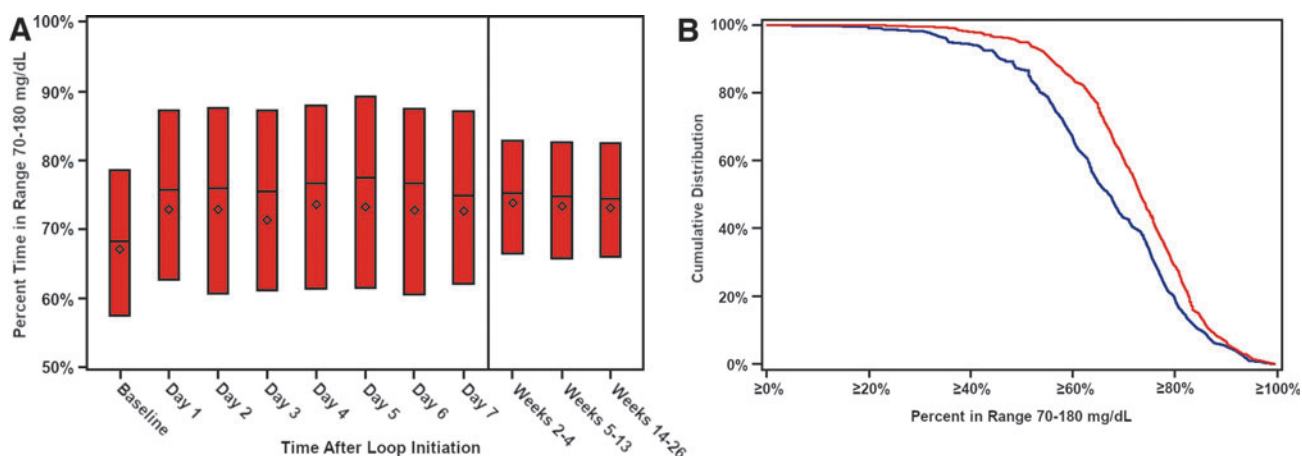 A
Percent Time in Range 70-180 mg/dL
100%
90%
80%
70%
60%
50%
Baseline
Day 1
Day 2
Day 3
Day 4
Day 5
Day 6
Day 7
Weeks 2-4
Weeks 5-13
Weeks 14-26
Time After Loop Initiation
B
Cumulative Distribution
100%
80%
60%
40%
20%
0%
≥0%
≥20%
≥40%
≥60%
≥80%
≥100%
Percent in Range 70-180 mg/dL